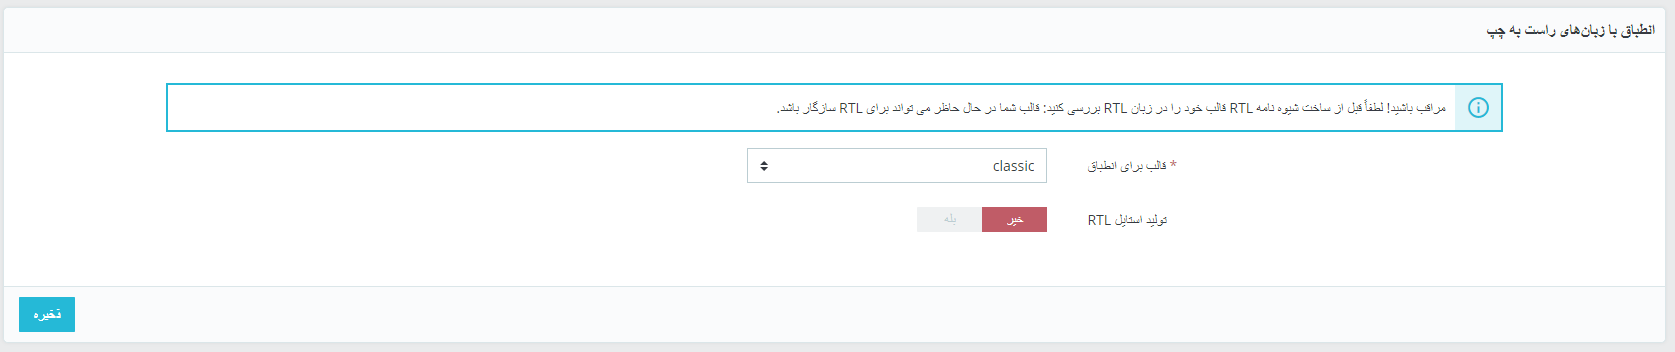 انطباق با زبان‌های راست به چپ
مراقب باشید! لطفاً قبل از ساخت شیوه نامه RTL قالب خود را در زبان RTL بررسی کنید: قالب شما در حال حاظر می تواند برای RTL سازگار باشد.
* قالب برای انطباق
classic
تولید استایل RTL
خیر
بله
ذخیره